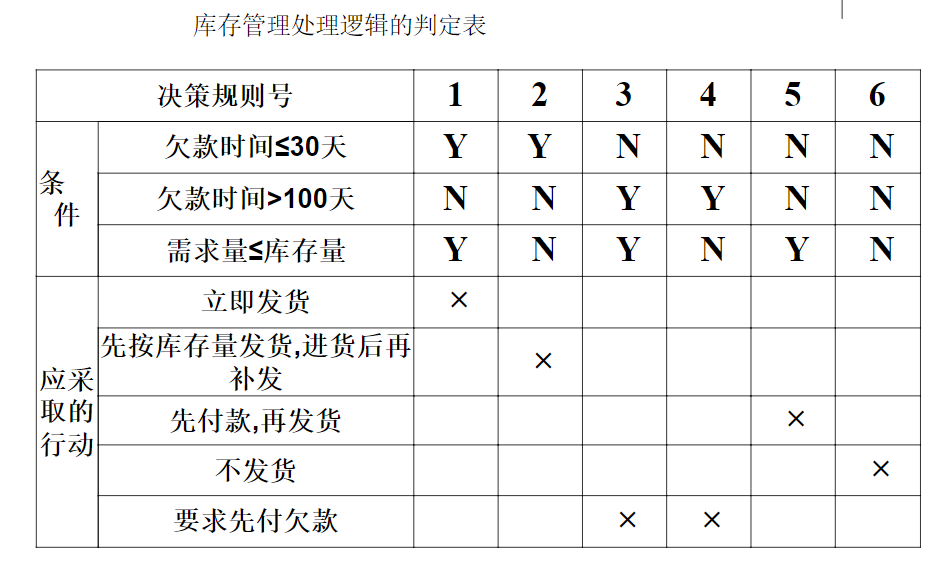 库存管理处理逻辑的判定表
决策规则号 1 2 3 4 5 6
条件
欠款时间≤30天 Y Y N N N N
欠款时间>100天 N N Y Y N N
需求量≤库存量 Y N Y N Y N
应采取的行动
立即发货 ×
先按库存量发货,进货后再
补发 ×
先付款,再发货 ×
不发货 ×
要求先付欠款 × ×